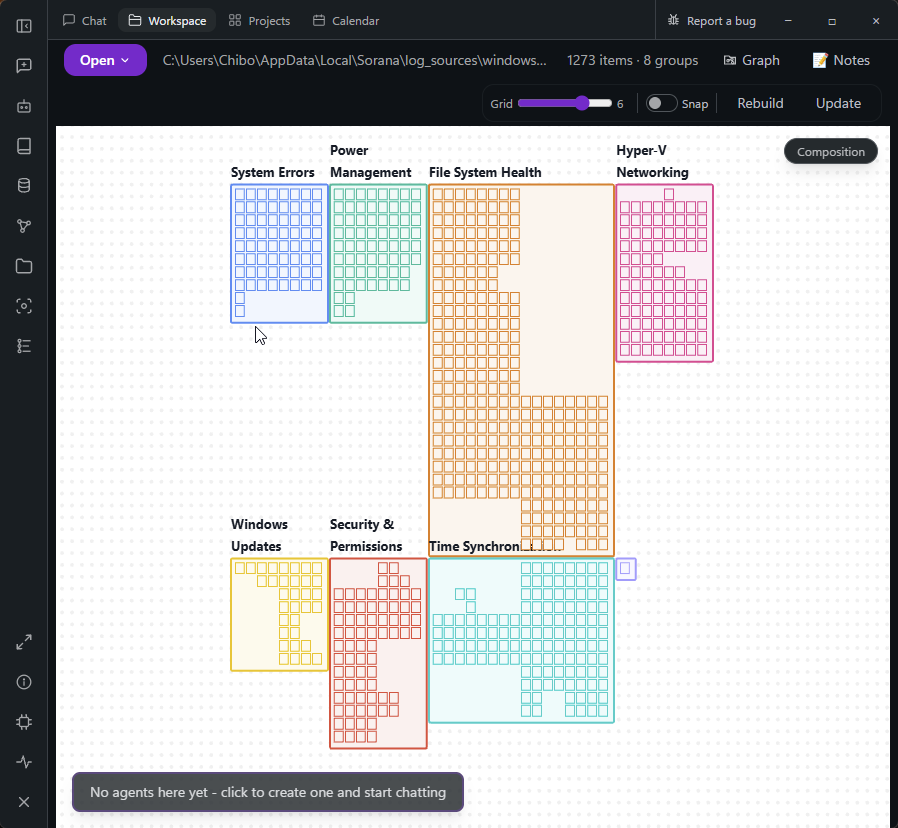 Chat
Workspace
Projects
Calendar
Report a bug
Open
C:\Users\Chibo\AppData\Local\Sorana\log_sources\windows...
1273 items · 8 groups
Graph
Notes
Grid
6
Snap
Rebuild
Update
Composition
System Errors
Power
Management
File System Health
Hyper-V
Networking
Windows
Updates
Security &
Permissions
Time Synchronization
No agents here yet - click to create one and start chatting